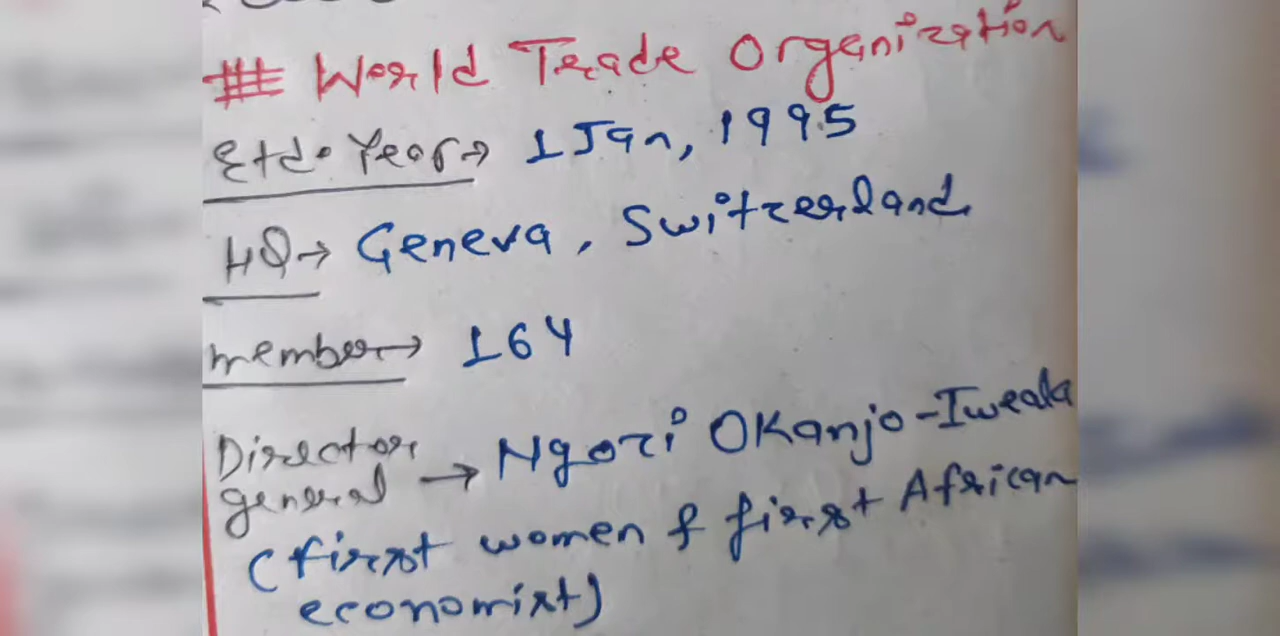 # World Trade Organization
Etd. Year → 1 Jan, 1995
HQ → Geneva, Switzerland
member → 164
Director general → Ngozi Okanjo-Iweala
(first women & first African
economist)